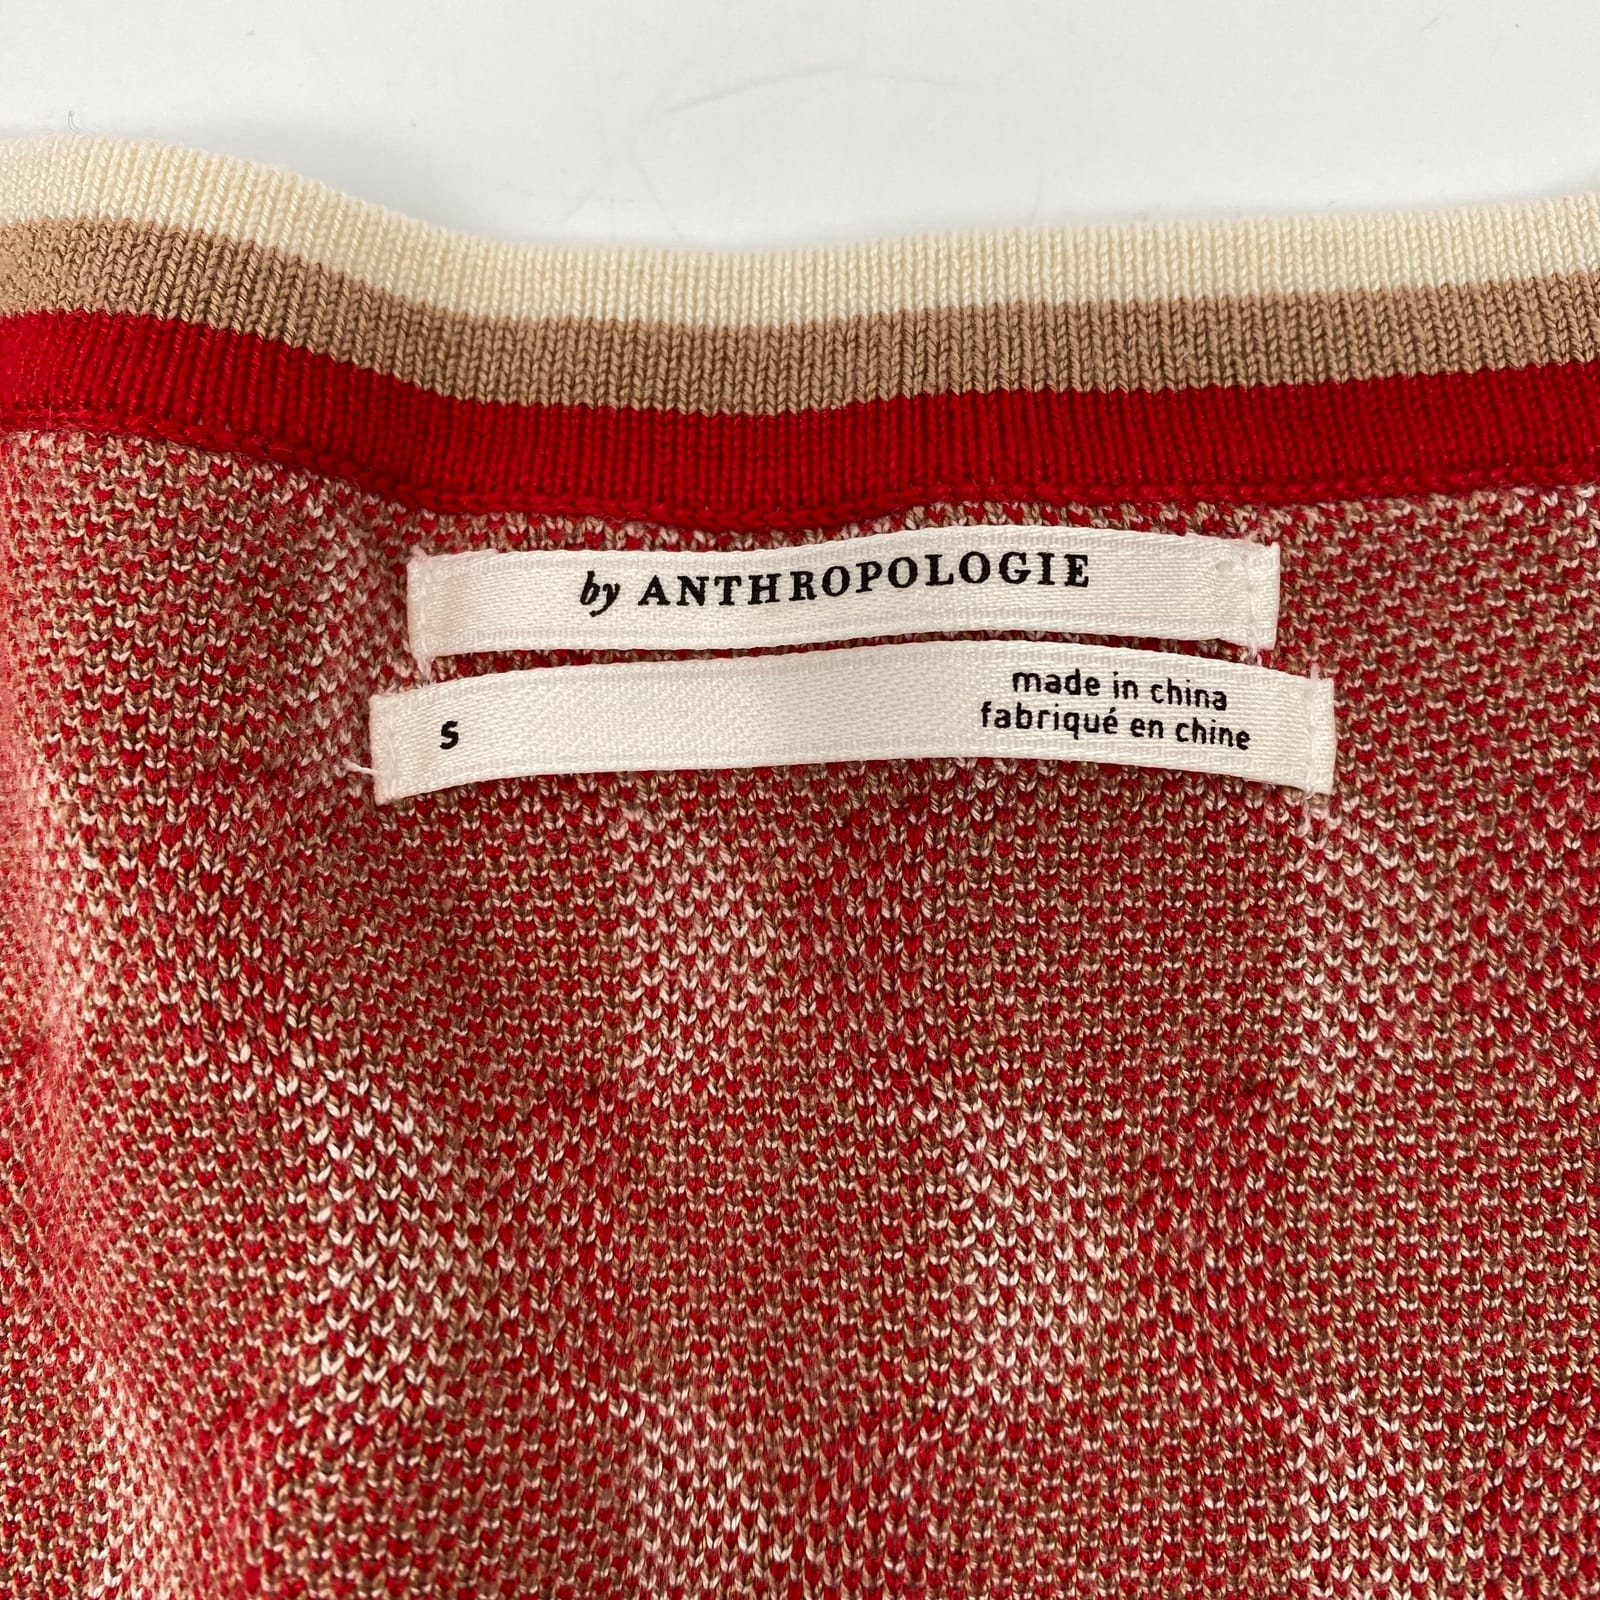 by ANTHROPOLOGIE
S
made in china
fabriqué en chine